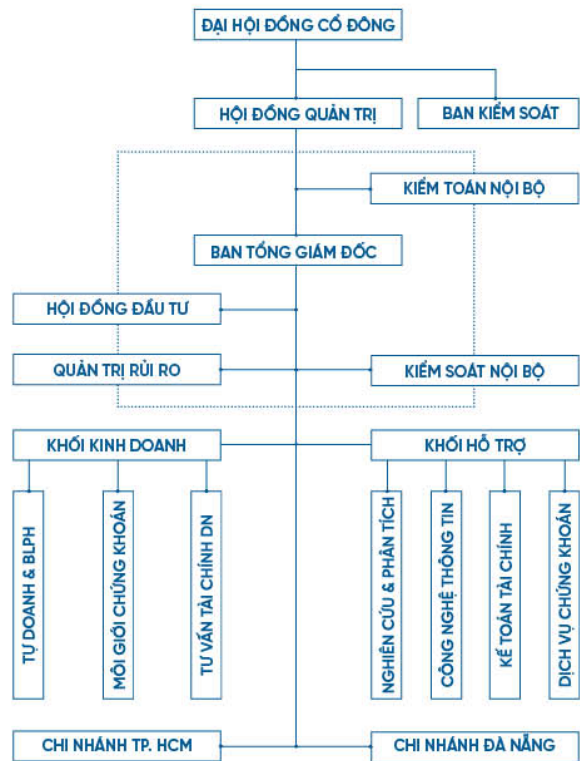 ĐẠI HỘI ĐỒNG CỔ ĐÔNG
HỘI ĐỒNG QUẢN TRỊ
BAN KIỂM SOÁT
KIỂM TOÁN NỘI BỘ
BAN TỔNG GIÁM ĐỐC
HỘI ĐỒNG ĐẦU TƯ
QUẢN TRỊ RỦI RO
KIỂM SOÁT NỘI BỘ
KHỐI KINH DOANH
KHỐI HỖ TRỢ
TỰ DOANH & BLPH
MÔI GIỚI CHỨNG KHOÁN
TƯ VẤN TÀI CHÍNH DN
NGHIÊN CỨU & PHÂN TÍCH
CÔNG NGHỆ THÔNG TIN
KẾ TOÁN TÀI CHÍNH
DỊCH VỤ CHỨNG KHOÁN
CHI NHÁNH TP. HCM
CHI NHÁNH ĐÀ NẴNG